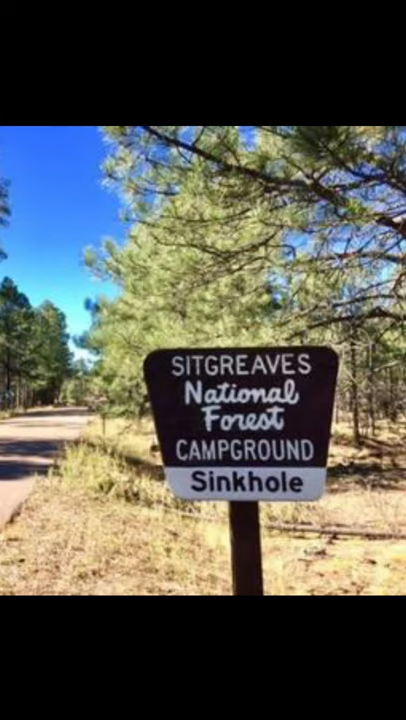 SITGREAVES
National
Forest
CAMPGROUND
Sinkhole